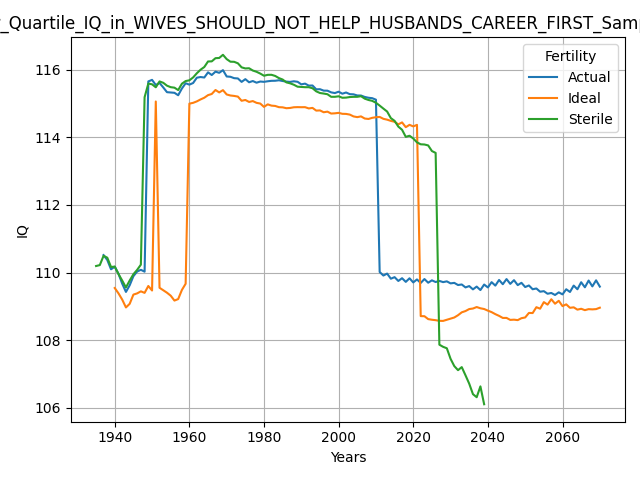 _Quartile_IQ_in_WIVES_SHOULD_NOT_HELP_HUSBANDS_CAREER_FIRST_Sam
Fertility
Actual
Ideal
Sterile
116
114
112
110
108
106
IQ
1940 1960 1980 2000 2020 2040 2060
Years